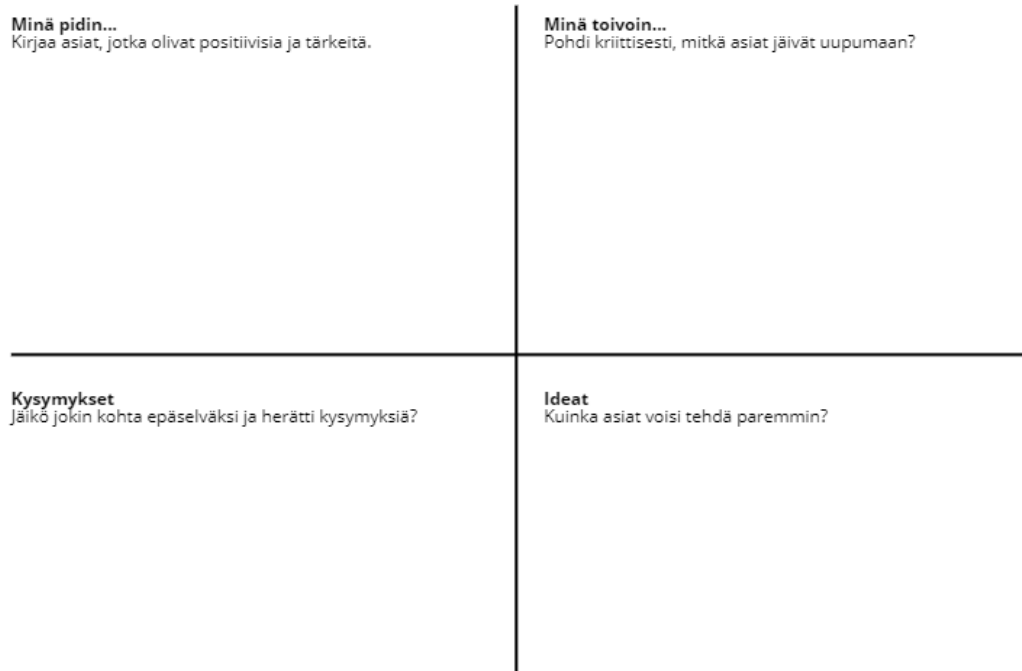 Minä pidin...
Kirjaa asiat, jotka olivat positiivisia ja tärkeitä.
Minä toivoin...
Pohdi kriittisesti, mitkä asiat jäivät uupumaan?
Kysymykset
Jäikö jokin kohta epäselväksi ja herätti kysymyksiä?
Ideat
Kuinka asiat voisi tehdä paremmin?